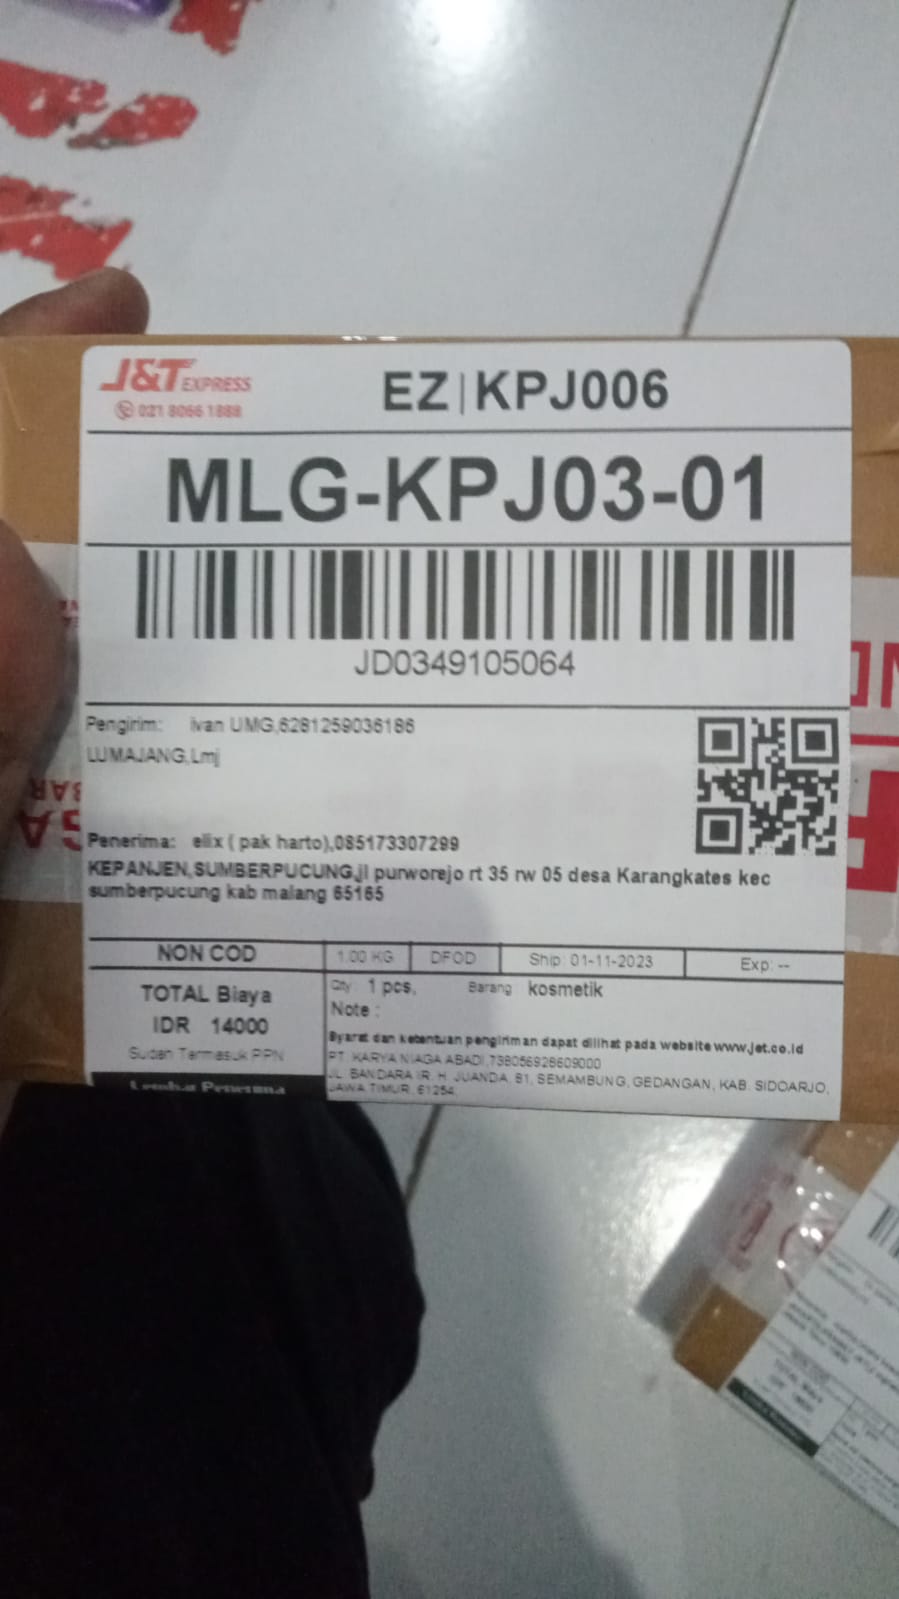 J&T EXPRESS
021 8066 1888
EZ|KPJ006
MLG-KPJ03-01
JD0349105064
Pengirim: ivan UMG,6281259036186
LUMAJANG,Lmj
Penerima: elix ( pak harto),085173307299
KEPANJEN,SUMBERPUCUNG,jl purworejo rt 35 rw 05 desa Karangkates kec
sumberpucung kab malang 65165
NON COD
1.00 KG
DFOD
Ship: 01-11-2023
Exp: --
TOTAL Biaya
IDR 14000
Sudah Termasuk PPN
Qty: 1 pcs, Barang kosmetik
Note :
Syarat dan ketentuan pengiriman dapat dilihat pada website www.jet.co.id
PT. KARYA NIAGA ABADI,738056928609000
JL. BANDARA IR. H. JUANDA, 81, SEMAMBUNG, GEDANGAN, KAB. SIDOARJO,
JAWA TIMUR, 61254.
Lembar Penerima